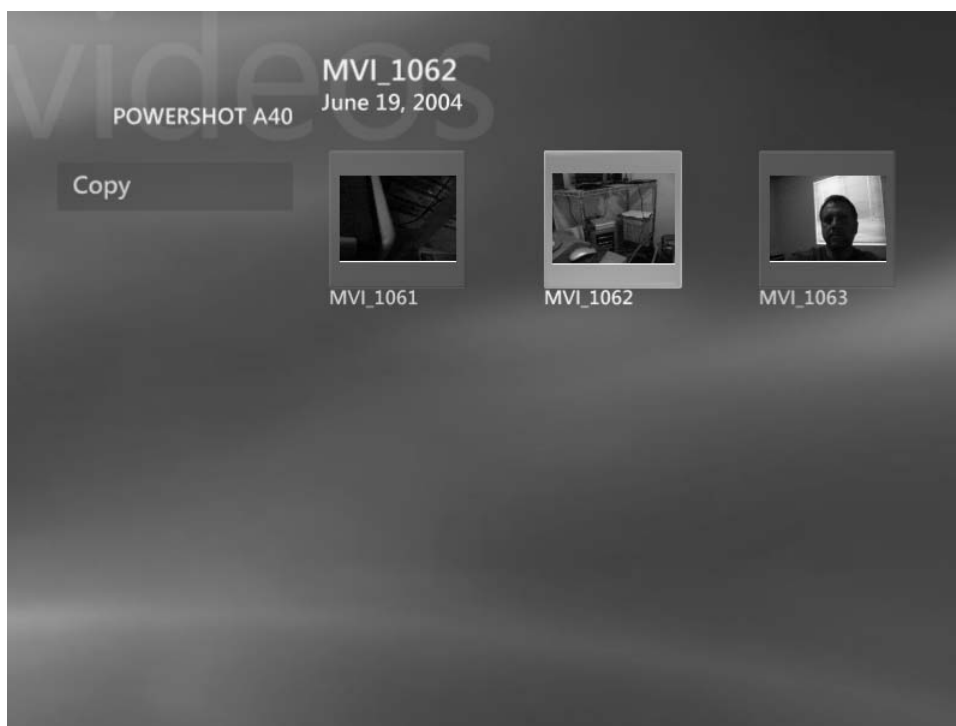 videos
MVI_1062
June 19, 2004
POWERSHOT A40
Copy
MVI_1061
MVI_1062
MVI_1063